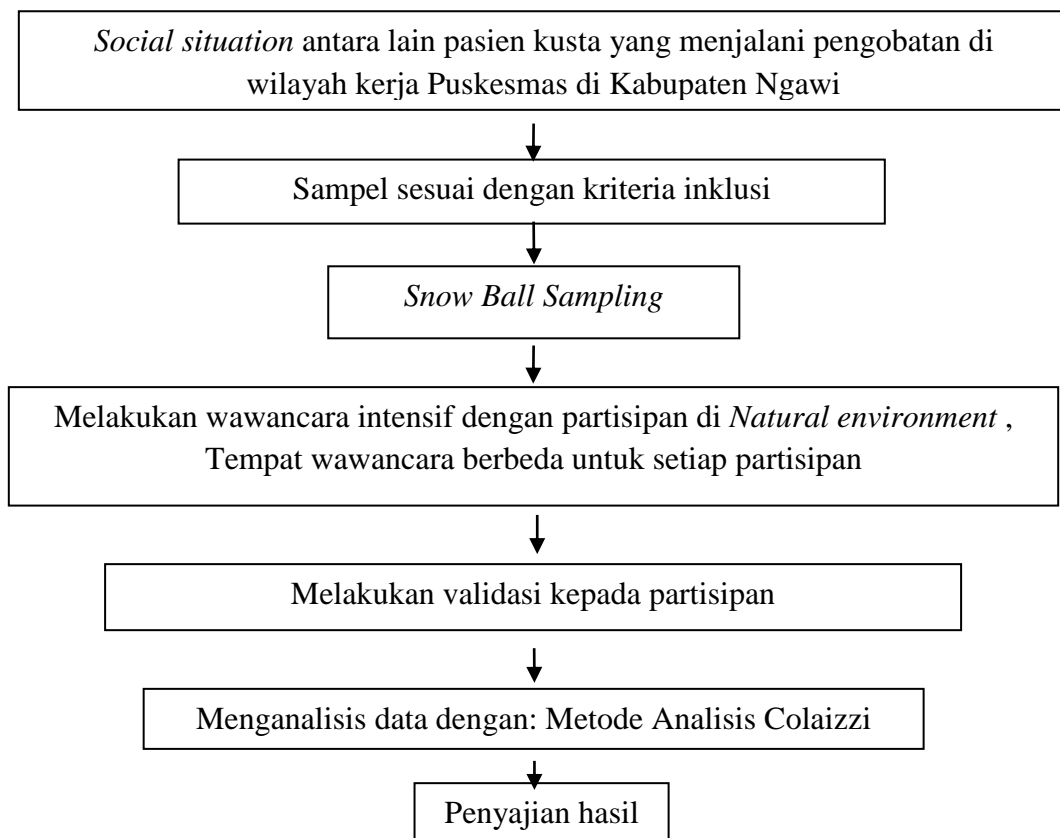 Social situation antara lain pasien kusta yang menjalani pengobatan di
wilayah kerja Puskesmas di Kabupaten Ngawi
Sampel sesuai dengan kriteria inklusi
Snow Ball Sampling
Melakukan wawancara intensif dengan partisipan di Natural environment ,
Tempat wawancara berbeda untuk setiap partisipan
Melakukan validasi kepada partisipan
Menganalisis data dengan: Metode Analisis Colaizzi
Penyajian hasil